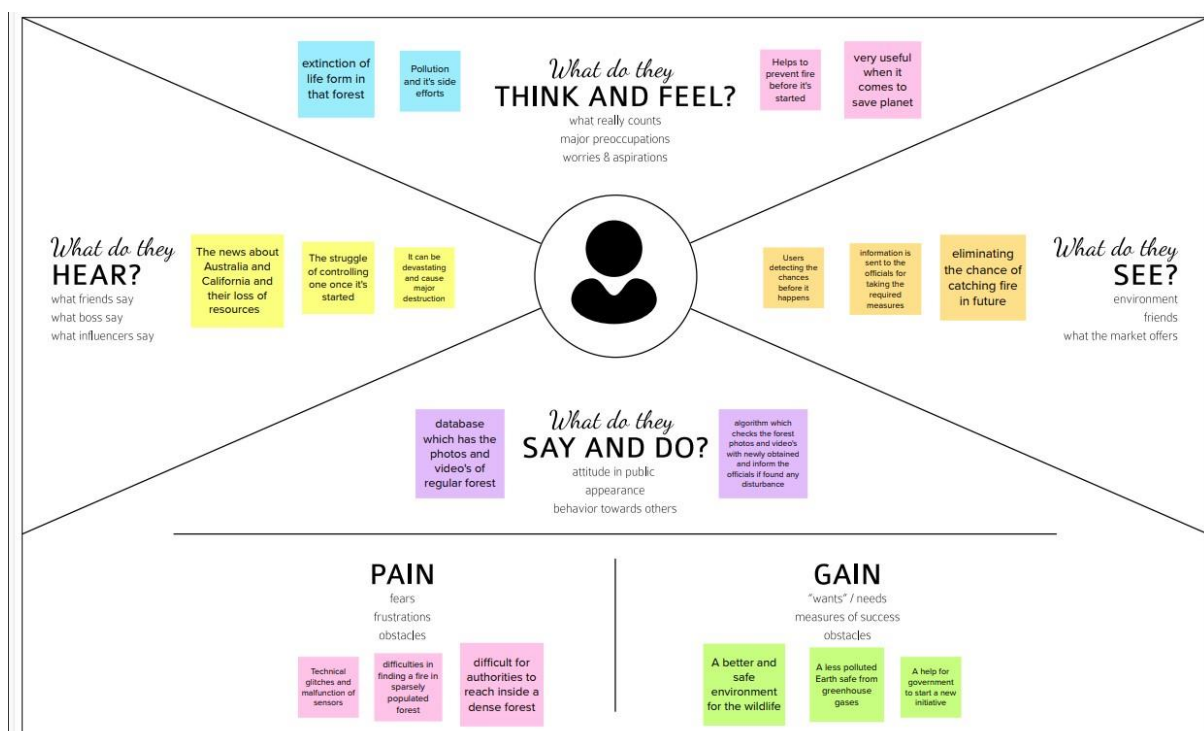 extinction of
life form in
that forest
Pollution
and it's side
efforts
What do they
THINK AND FEEL?
what really counts
major preoccupations
worries & aspirations
Helps to
prevent fire
before it's
started
very useful
when it
comes to
save planet
What do they
HEAR?
what friends say
what boss say
what influencers say
The news about
Australia and
California and
their loss of
resources
The struggle
of controlling
one once it's
started
It can be
devastating
and cause
major
destruction
Users
detecting the
chances
before it
happens
information is
sent to the
officials for
taking the
required
measures
eliminating
the chance of
catching fire
in future
What do they
SEE?
environment
friends
what the market offers
database
which has the
photos and
video's of
regular forest
What do they
SAY AND DO?
attitude in public
appearance
behavior towards others
algorithm which
checks the forest
photos and video's
with newly obtained
and inform the
officials if found any
disturbance
PAIN
fears
frustrations
obstacles
Technical
glitches and
malfunction of
sensors
difficulties in
finding a fire in
sparsely
populated
forest
difficult for
authorities to
reach inside a
dense forest
GAIN
"wants" / needs
measures of success
obstacles
A better and
safe
environment
for the wildlife
A less polluted
Earth safe from
greenhouse
gases
A help for
government
to start a new
initiative